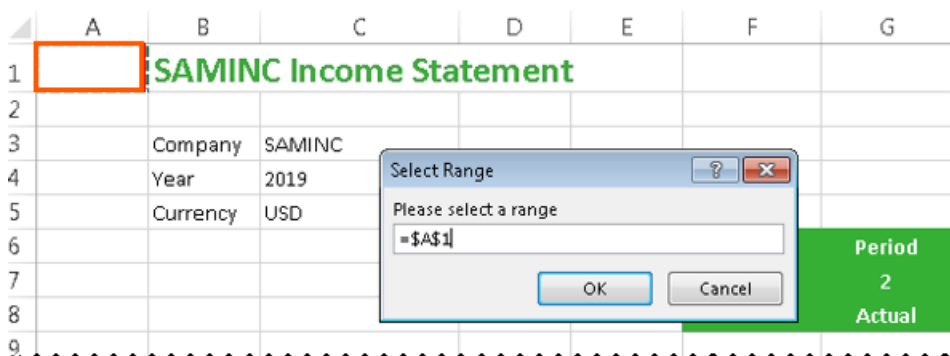 A B C D E F G
1 SAMINC Income Statement
2
3 Company SAMINC
4 Year 2019
5 Currency USD
6 Period
7 2
8 Actual
9
Select Range
Please select a range
=$A$1
OK Cancel